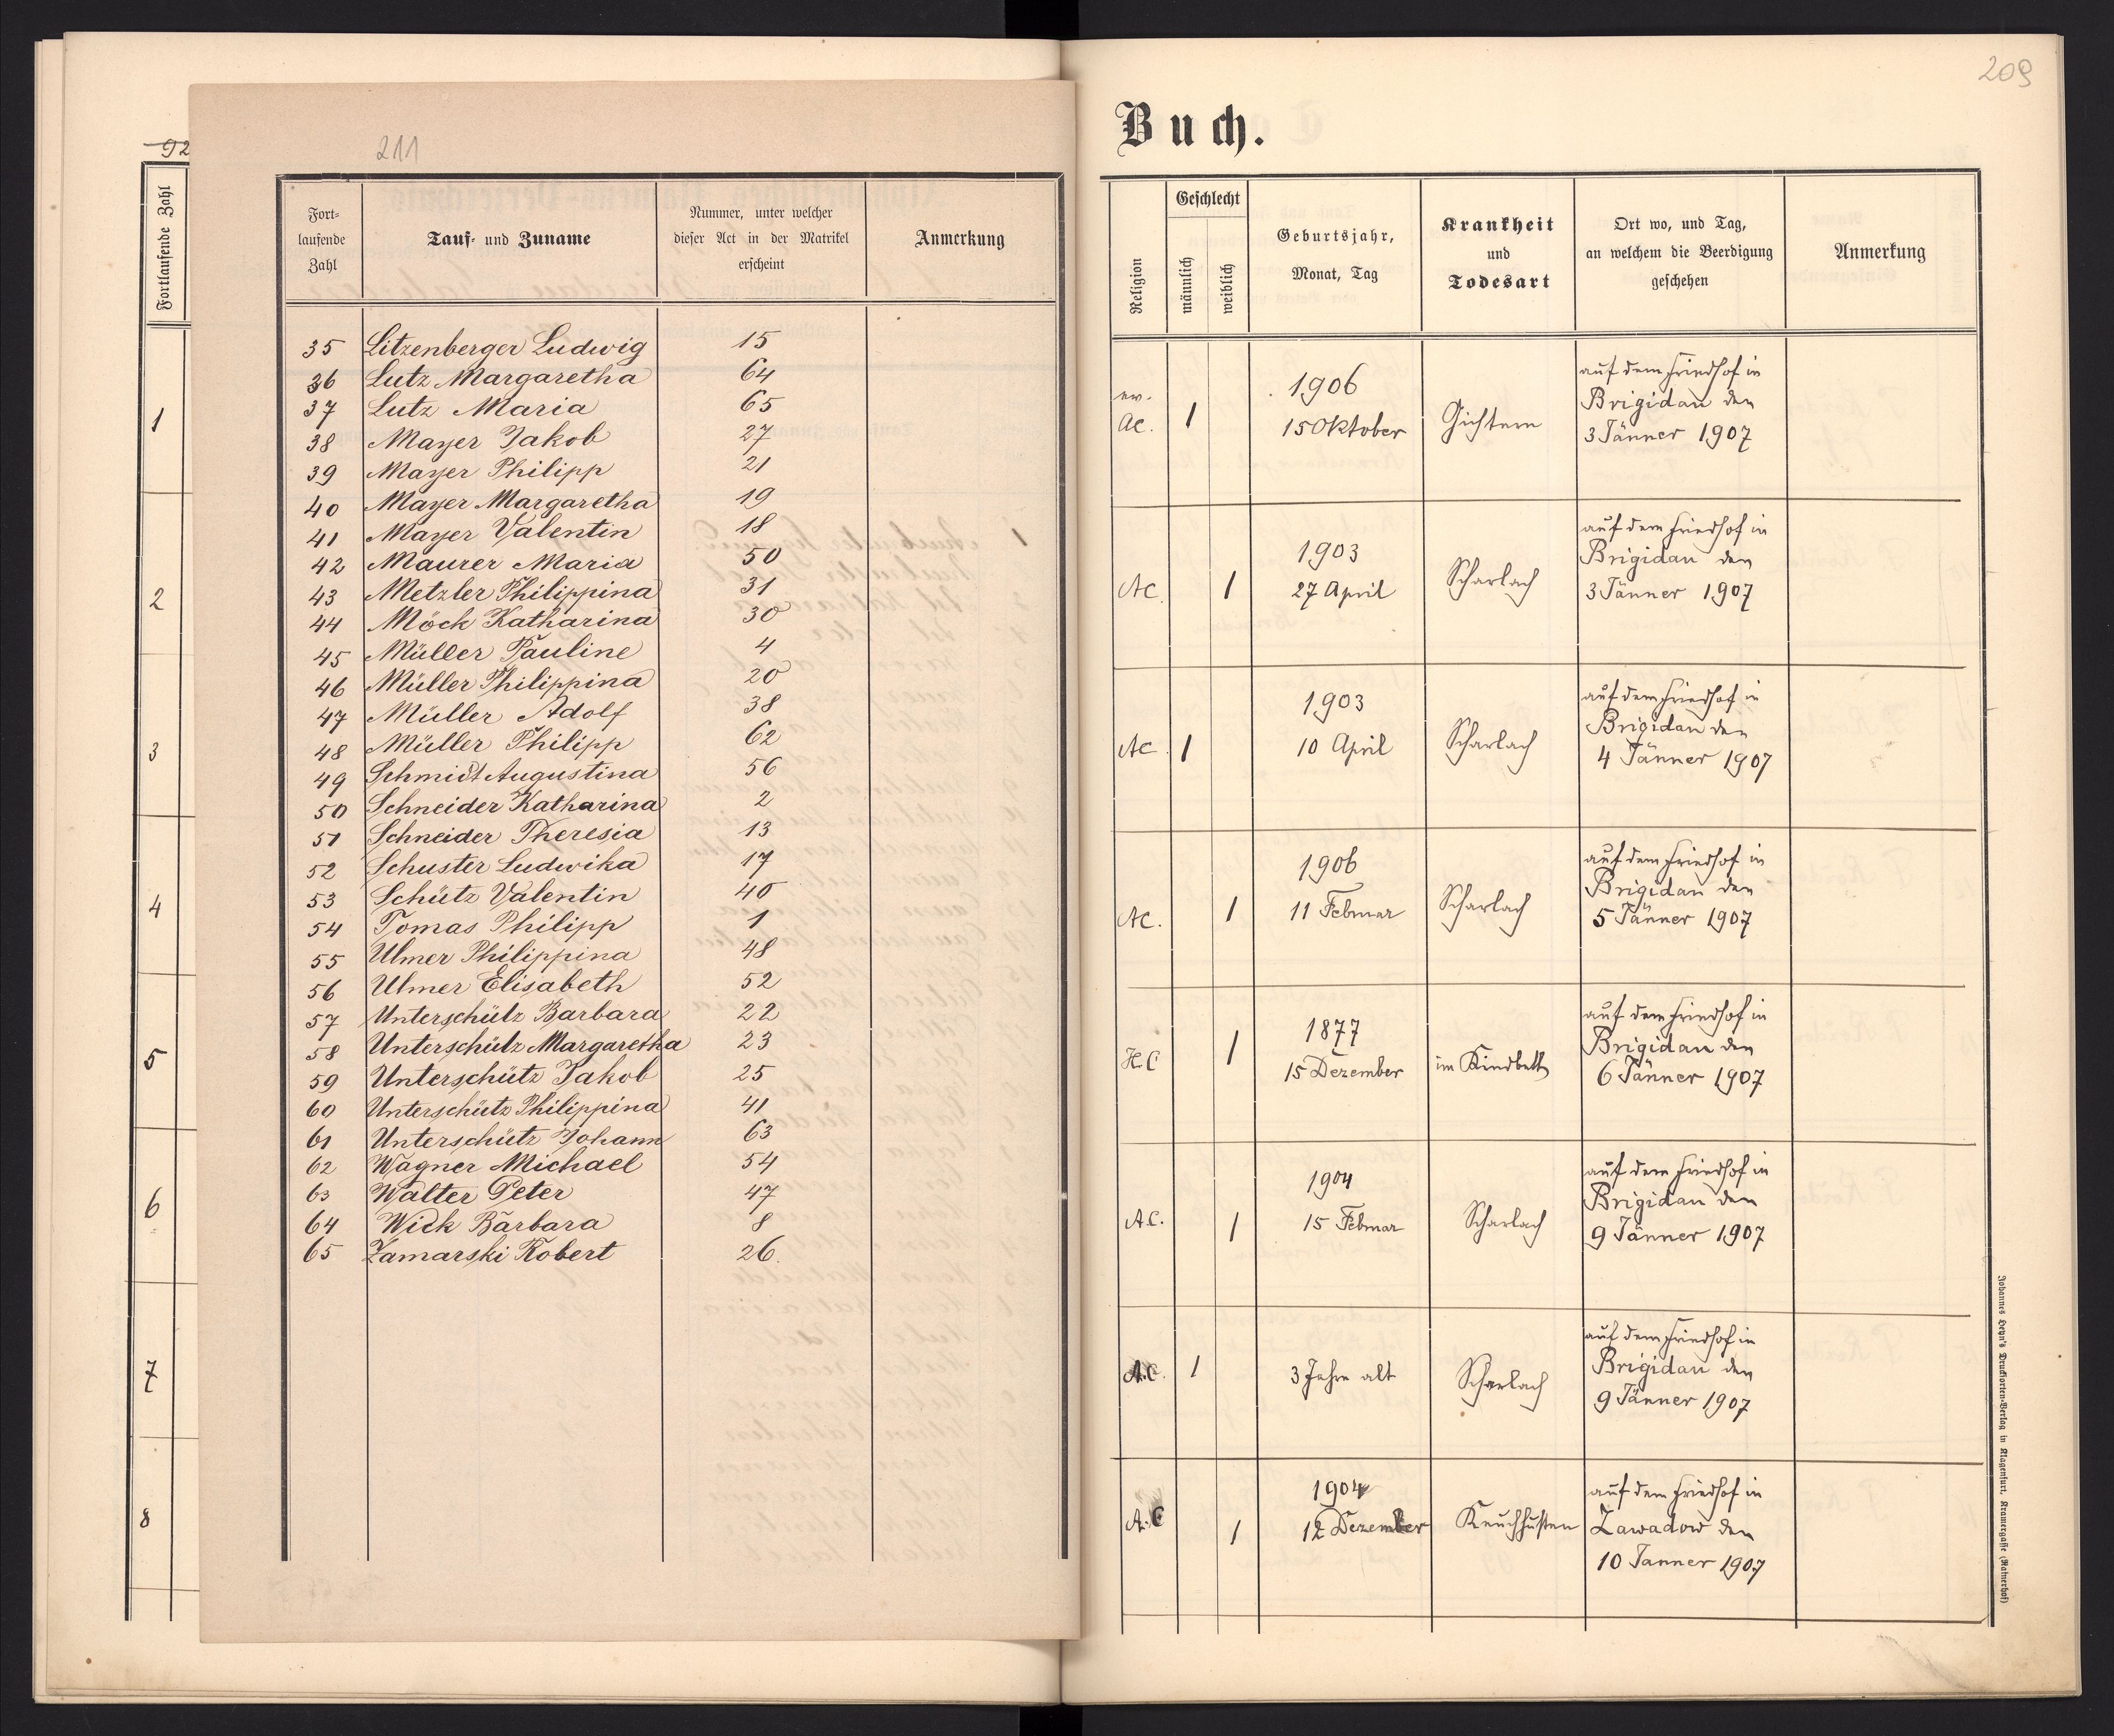 92
Fortlaufende Zahl
1
2
3
4
5
6
7
8
211
Fort-
laufende
Zahl
Tauf- und Zuname
Nummer, unter welcher
dieser Act in der Matrikel
erscheint
Anmerkung
35 Litzenberger Ludwig 15
36 Lutz Margaretha 64
37 Lutz Maria 65
38 Mayer Jakob 27
39 Mayer Philipp 21
40 Mayer Margaretha 19
41 Mayer Valentin 18
42 Maurer Maria 50
43 Metzler Philippina 31
44 Möck Katharina 30
45 Müller Pauline 4
46 Müller Philippina 20
47 Müller Adolf 38
48 Müller Philipp 62
49 Schmidt Augustina 56
50 Schneider Katharina 2
51 Schneider Theresia 13
52 Schuster Ludwika 17
53 Schütz Valentin 40
54 Tomas Philipp 1
55 Ulmer Philippina 48
56 Ulmer Elisabeth 52
57 Unterschütz Barbara 22
58 Unterschütz Margaretha 23
59 Unterschütz Jakob 25
60 Unterschütz Philippina 41
61 Unterschütz Johann 63
62 Wagner Michael 54
63 Walter Peter 47
64 Wick Barbara 8
65 Zamarski Robert 26.
209
Buch.
Religion
Geschlecht
männlich
weiblich
Geburtsjahr,
Monat, Tag
Krankheit
und
Todesart
Ort wo, und Tag,
an welchem die Beerdigung
geschehen
Anmerkung
ev.
AC.
1
1906
15 Oktober
Gichtern
auf dem Friedhof in
Brigidau den
3 Jänner 1907
AC.
1
1903
27 April
Scharlach
auf dem Friedhof in
Brigidau den
3 Jänner 1907
AC.
1
1903
10 April
Scharlach
auf dem Friedhof in
Brigidau den
4 Jänner 1907
AC.
1
1906
11 Februar
Scharlach
auf dem Friedhof in
Brigidau den
5 Jänner 1907
H.C
1
1877
15 Dezember
im Kindbett
auf dem Friedhof in
Brigidau den
6 Jänner 1907
A.C.
1
1904
15 Februar
Scharlach
auf dem Friedhof in
Brigidau den
9 Jänner 1907
A.C.
1
3 Jahre alt
Scharlach
auf dem Friedhof in
Brigidau den
9 Jänner 1907
A.C
1
1904
12 Dezember
Keuchhusten
auf dem Friedhof in
Zawadow den
10 Janner 1907
Johannes Heyn's Drucksorten-Verlag in Klagenfurt, Kramergasse (Ratnerhof)